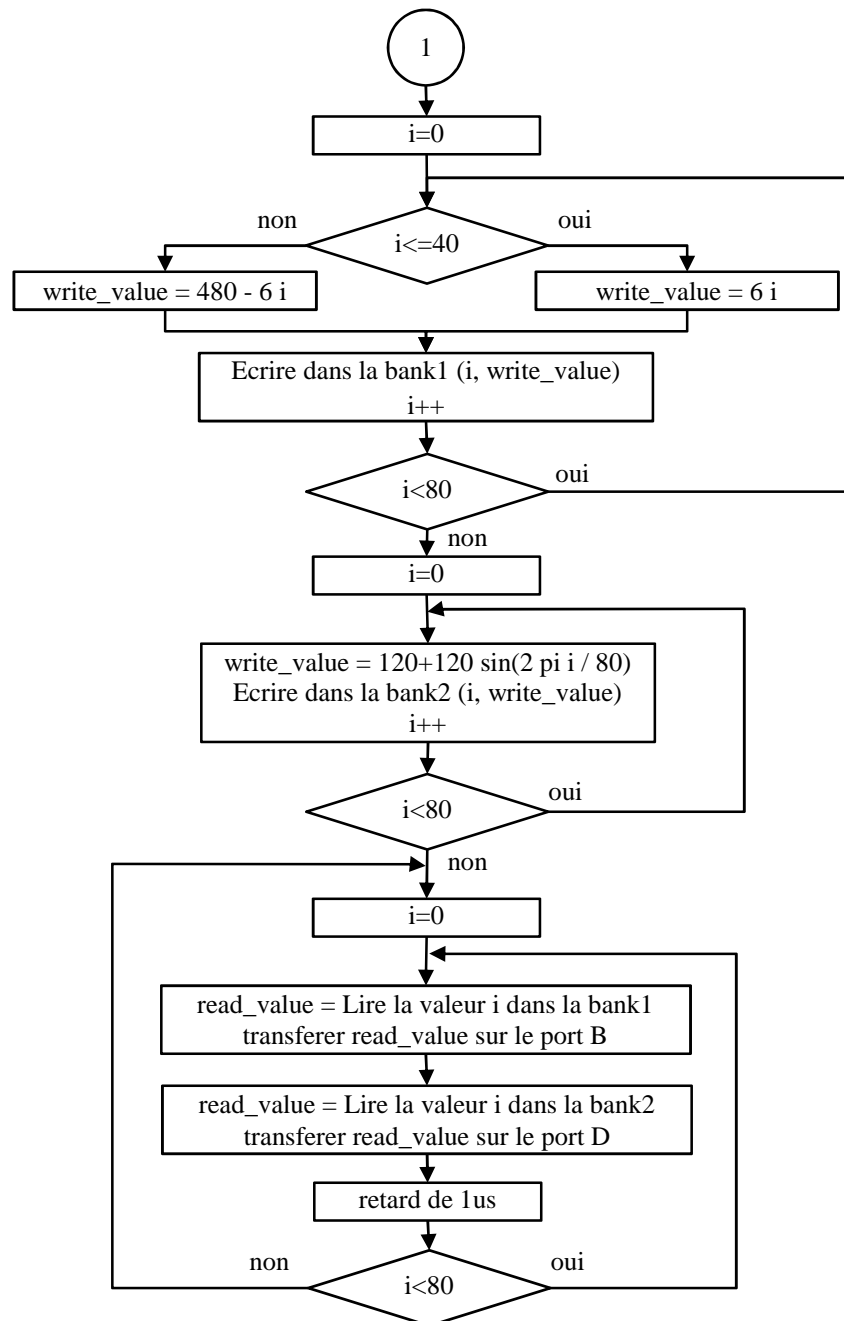 1
i=0
non
oui
i<=40
write_value = 480 - 6 i
write_value = 6 i
Ecrire dans la bank1 (i, write_value)
i++
i<80
oui
non
i=0
write_value = 120+120 sin(2 pi i / 80)
Ecrire dans la bank2 (i, write_value)
i++
i<80
oui
non
i=0
read_value = Lire la valeur i dans la bank1
transferer read_value sur le port B
read_value = Lire la valeur i dans la bank2
transferer read_value sur le port D
retard de 1us
non
oui
i<80